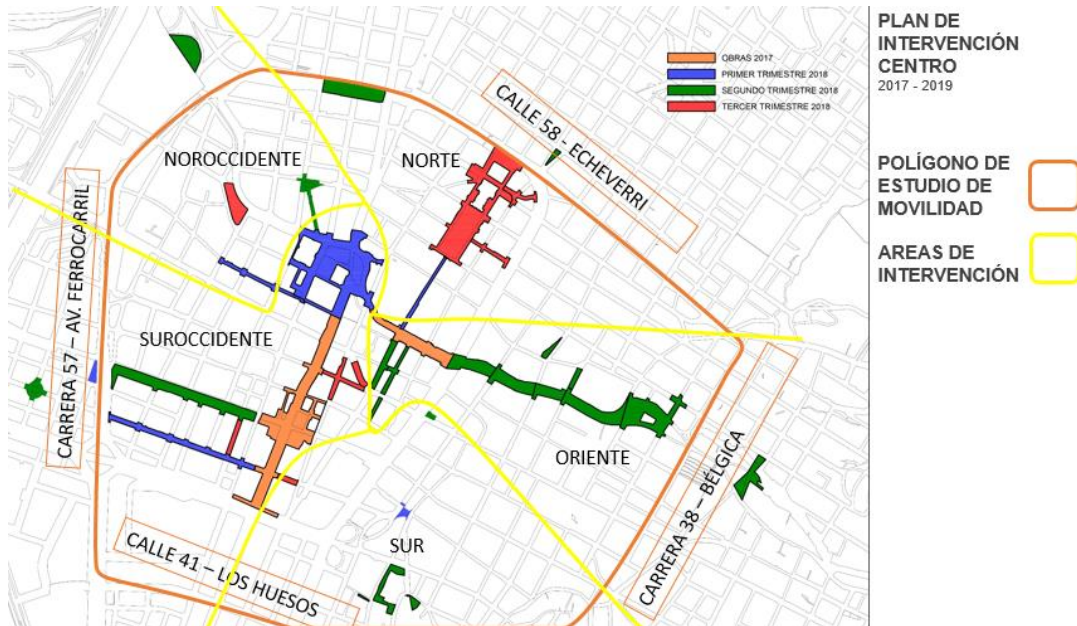 PLAN DE
INTERVENCIÓN
CENTRO
2017 - 2019
POLÍGONO DE
ESTUDIO DE
MOVILIDAD
AREAS DE
INTERVENCIÓN
OBRAS 2017
PRIMER TRIMESTRE 2018
SEGUNDO TRIMESTRE 2018
TERCER TRIMESTRE 2018
CALLE 58 - ECHEVERRI
NOROCCIDENTE
NORTE
CARRERA 57 – AV. FERROCARRIL
SUROCCIDENTE
ORIENTE
CARRERA 38 – BÉLGICA
SUR
CALLE 41 – LOS HUESOS